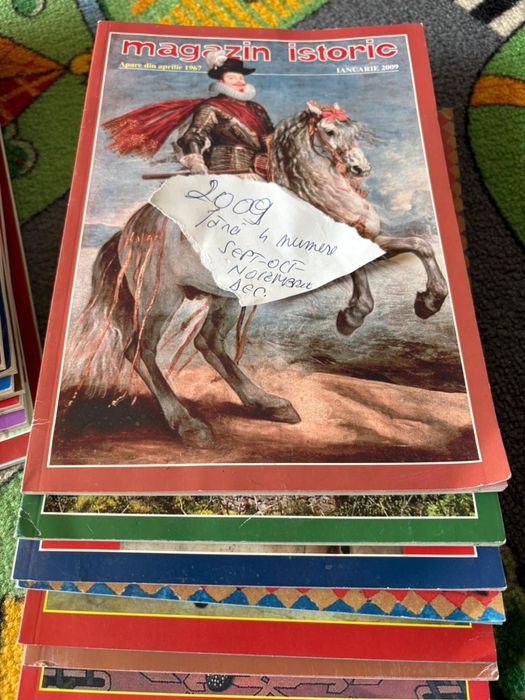 magazin istoric
Apare din aprilie 1967
IANUARIE 2009
2009
Fără 4 numere
SEPT-OCT-
Noiembrie
Dec.